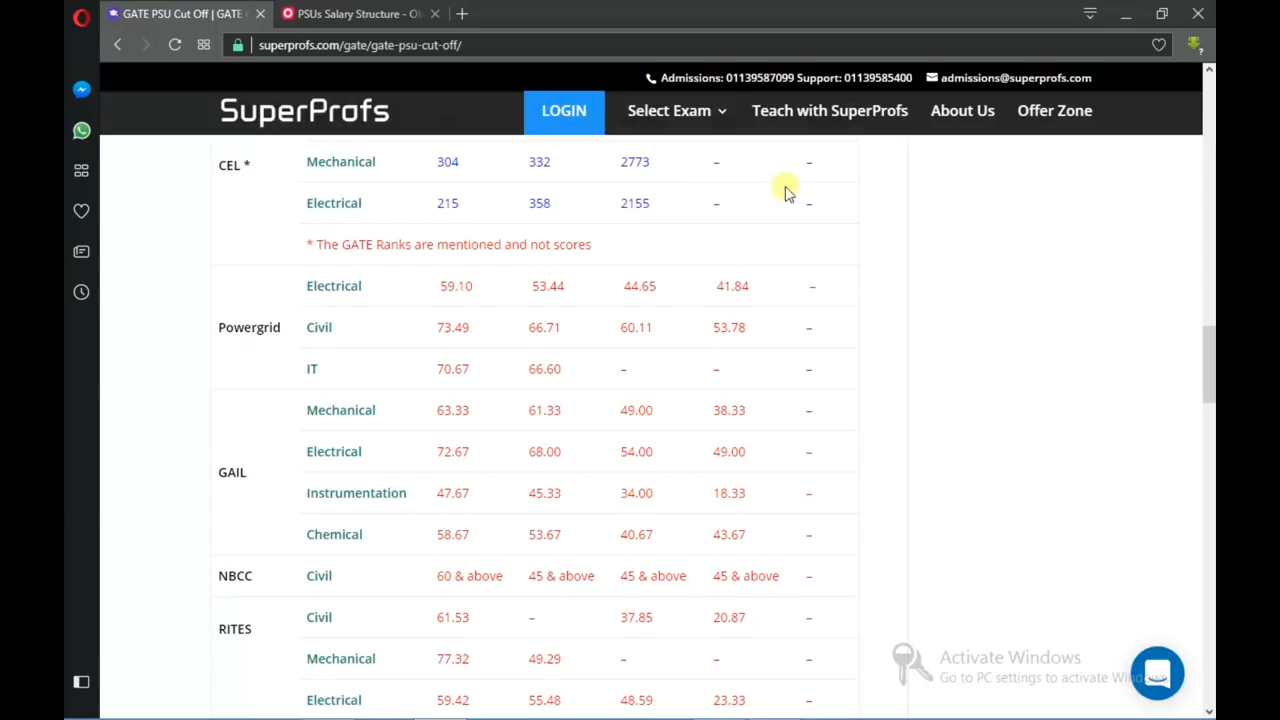 GATE PSU Cut Off | GATE
PSUs Salary Structure - O
superprofs.com/gate/gate-psu-cut-off/
Admissions: 01139587099 Support: 01139585400 admissions@superprofs.com
SuperProfs LOGIN Select Exam Teach with SuperProfs About Us Offer Zone
CEL * Mechanical 304 332 2773 – –
Electrical 215 358 2155 – –
* The GATE Ranks are mentioned and not scores
Electrical 59.10 53.44 44.65 41.84 –
Powergrid Civil 73.49 66.71 60.11 53.78 –
IT 70.67 66.60 – – –
Mechanical 63.33 61.33 49.00 38.33 –
Electrical 72.67 68.00 54.00 49.00 –
GAIL
Instrumentation 47.67 45.33 34.00 18.33 –
Chemical 58.67 53.67 40.67 43.67 –
NBCC Civil 60 & above 45 & above 45 & above 45 & above –
Civil 61.53 – 37.85 20.87 –
RITES
Mechanical 77.32 49.29 – – –
Activate Windows
Go to PC settings to activate Win
Electrical 59.42 55.48 48.59 23.33 –